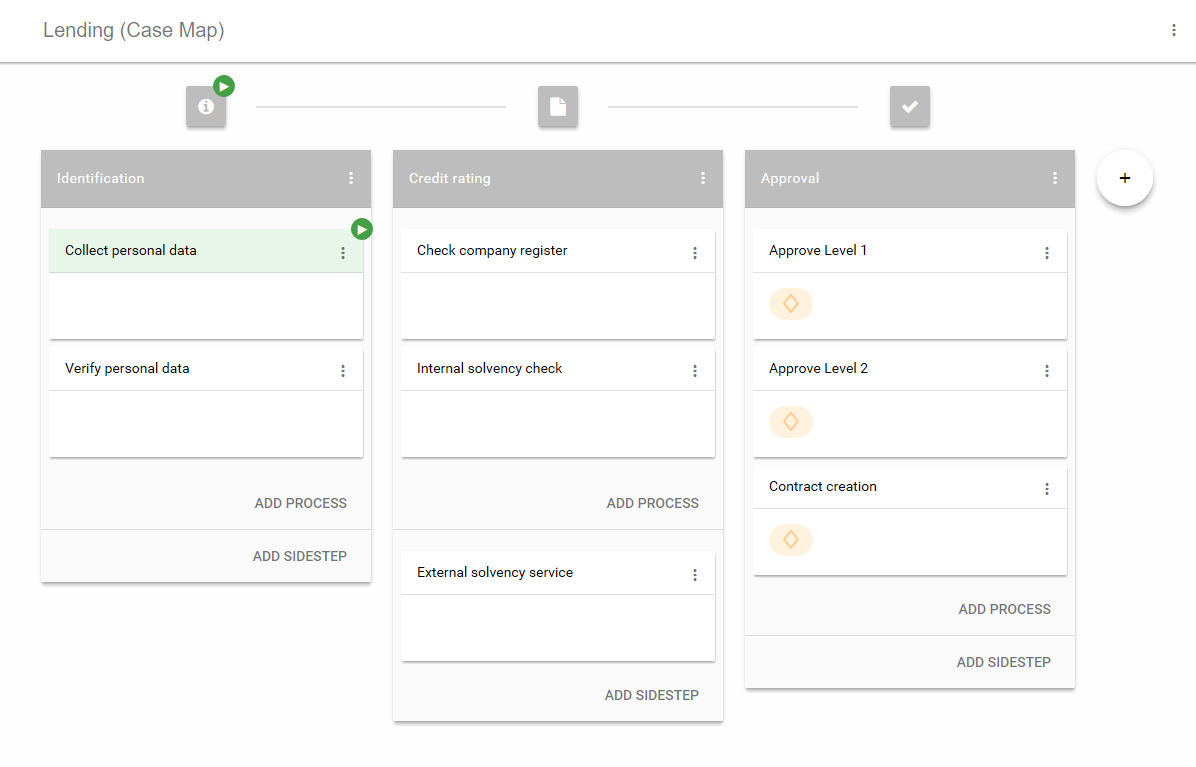 Lending (Case Map)
Identification
Collect personal data
Verify personal data
ADD PROCESS
ADD SIDESTEP
Credit rating
Check company register
Internal solvency check
ADD PROCESS
External solvency service
ADD SIDESTEP
Approval
Approve Level 1
Approve Level 2
Contract creation
ADD PROCESS
ADD SIDESTEP
+